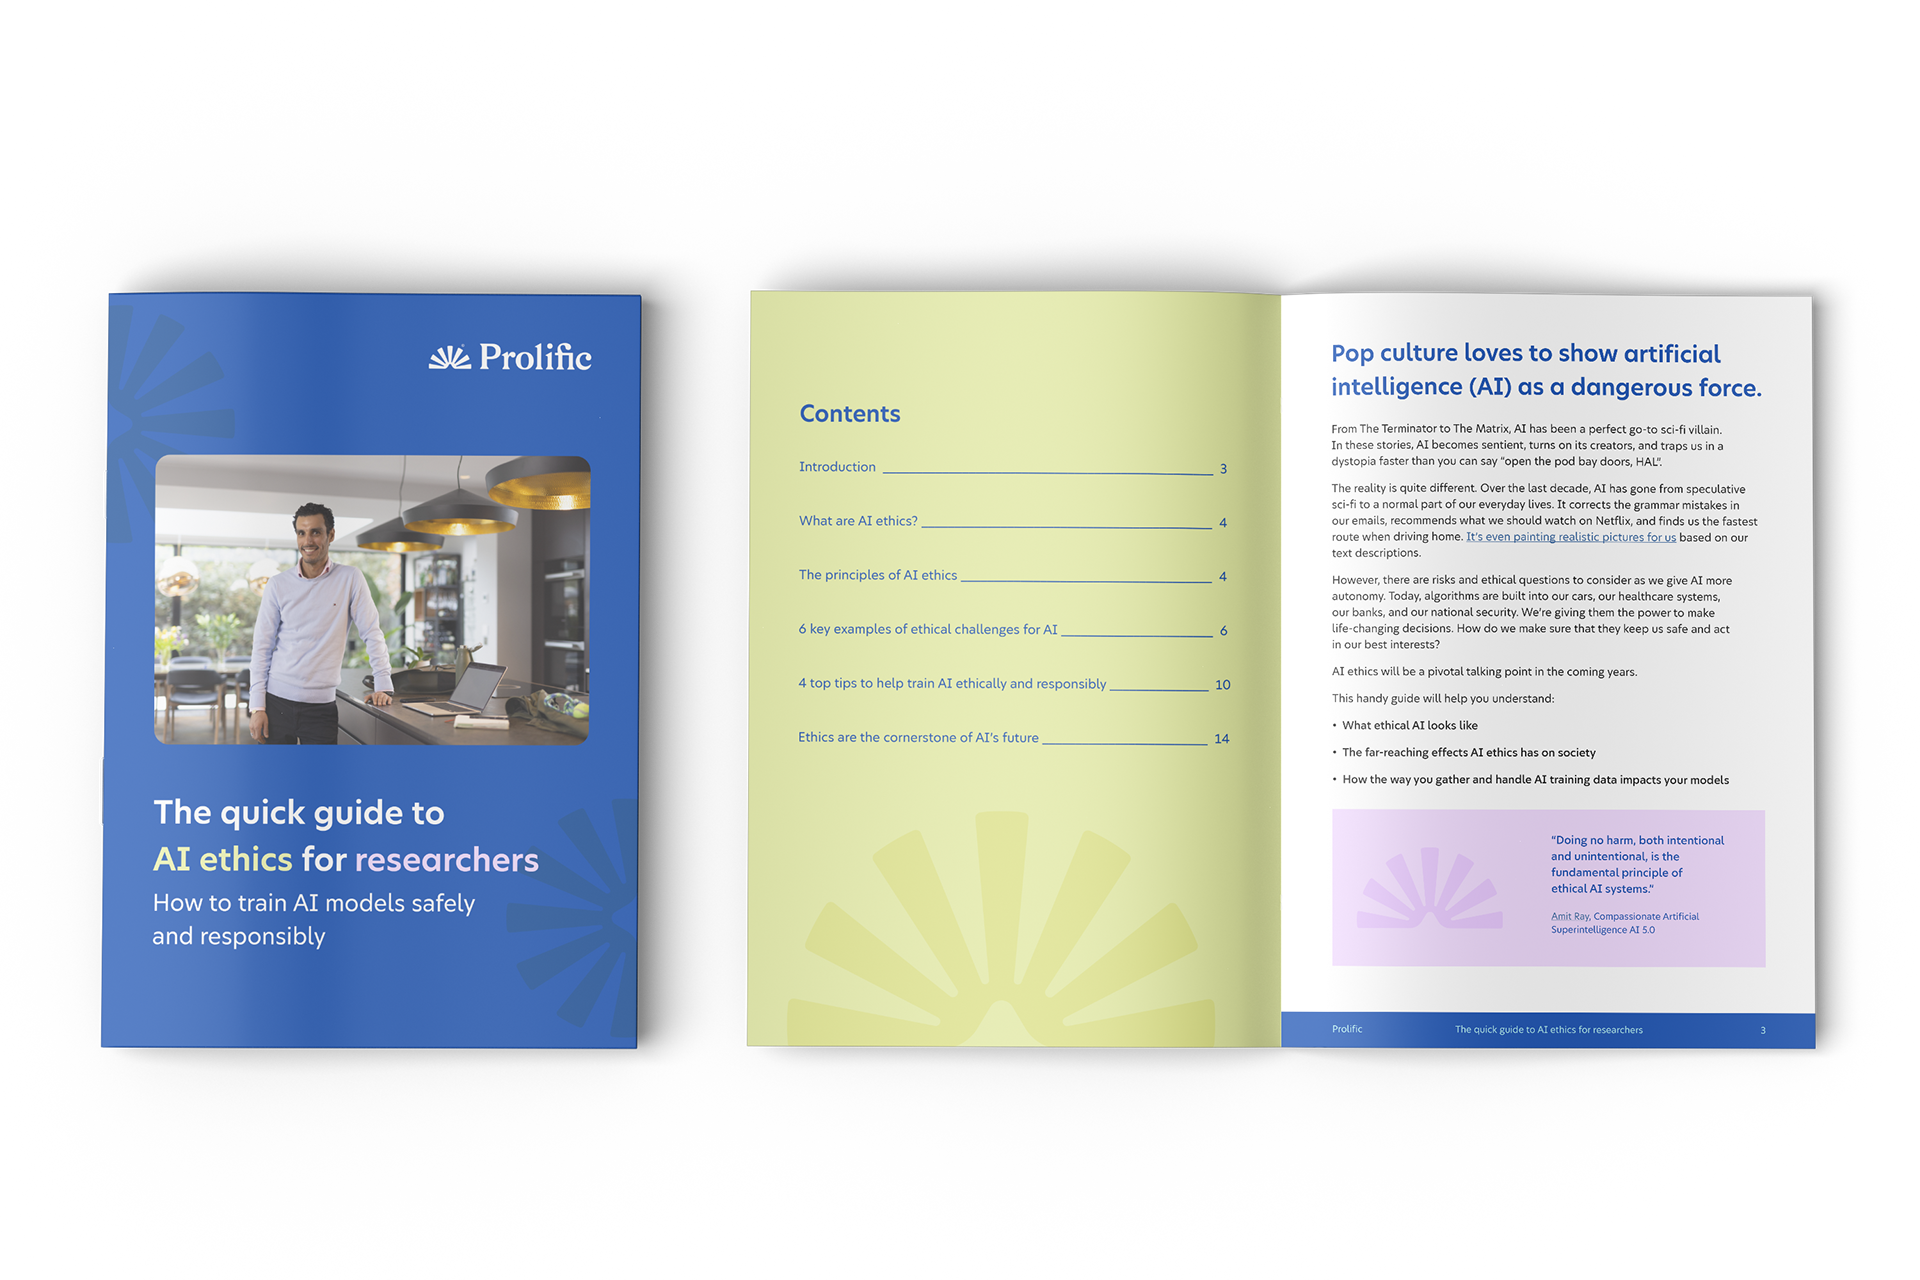 Prolific
The quick guide to
AI ethics for researchers
How to train AI models safely
and responsibly
Contents
Introduction 3
What are AI ethics? 4
The principles of AI ethics 4
6 key examples of ethical challenges for AI 6
4 top tips to help train AI ethically and responsibly 10
Ethics are the cornerstone of AI's future 14
Pop culture loves to show artificial
intelligence (AI) as a dangerous force.
From The Terminator to The Matrix, AI has been a perfect go-to sci-fi villain.
In these stories, AI becomes sentient, turns on its creators, and traps us in a
dystopia faster than you can say “open the pod bay doors, HAL”.
The reality is quite different. Over the last decade, AI has gone from speculative
sci-fi to a normal part of our everyday lives. It corrects the grammar mistakes in
our emails, recommends what we should watch on Netflix, and finds us the fastest
route when driving home. It's even painting realistic pictures for us based on our
text descriptions.
However, there are risks and ethical questions to consider as we give AI more
autonomy. Today, algorithms are built into our cars, our healthcare systems,
our banks, and our national security. We're giving them the power to make
life-changing decisions. How do we make sure that they keep us safe and act
in our best interests?
AI ethics will be a pivotal talking point in the coming years.
This handy guide will help you understand:
• What ethical AI looks like
• The far-reaching effects AI ethics has on society
• How the way you gather and handle AI training data impacts your models
“Doing no harm, both intentional
and unintentional, is the
fundamental principle of
ethical AI systems.”
Amit Ray, Compassionate Artificial
Superintelligence AI 5.0
Prolific The quick guide to AI ethics for researchers 3